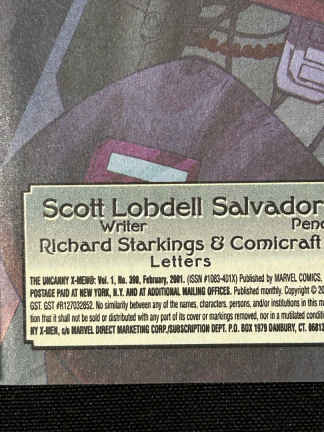 Scott Lobdell Salvador
Writer
Richard Starkings & Comicraft
Letters
THE UNCANNY X-MEN®: Vol. 1, No. 390, February, 2001. (ISSN #1083-401X) Published by MARVEL COMICS,
POSTAGE PAID AT NEW YORK, N.Y. AND AT ADDITIONAL MAILING OFFICES. Published monthly. Copyright © 20
GST. GST #R127032852. No similarity between any of the names, characters, persons, and/or institutions in this m
tion that it shall not be sold or distributed with any part of its cover or markings removed, nor in a mutilated conditi
NY X-MEN, c/o MARVEL DIRECT MARKETING CORP./SUBSCRIPTION DEPT. P.O. BOX 1979 DANBURY, CT. 06813